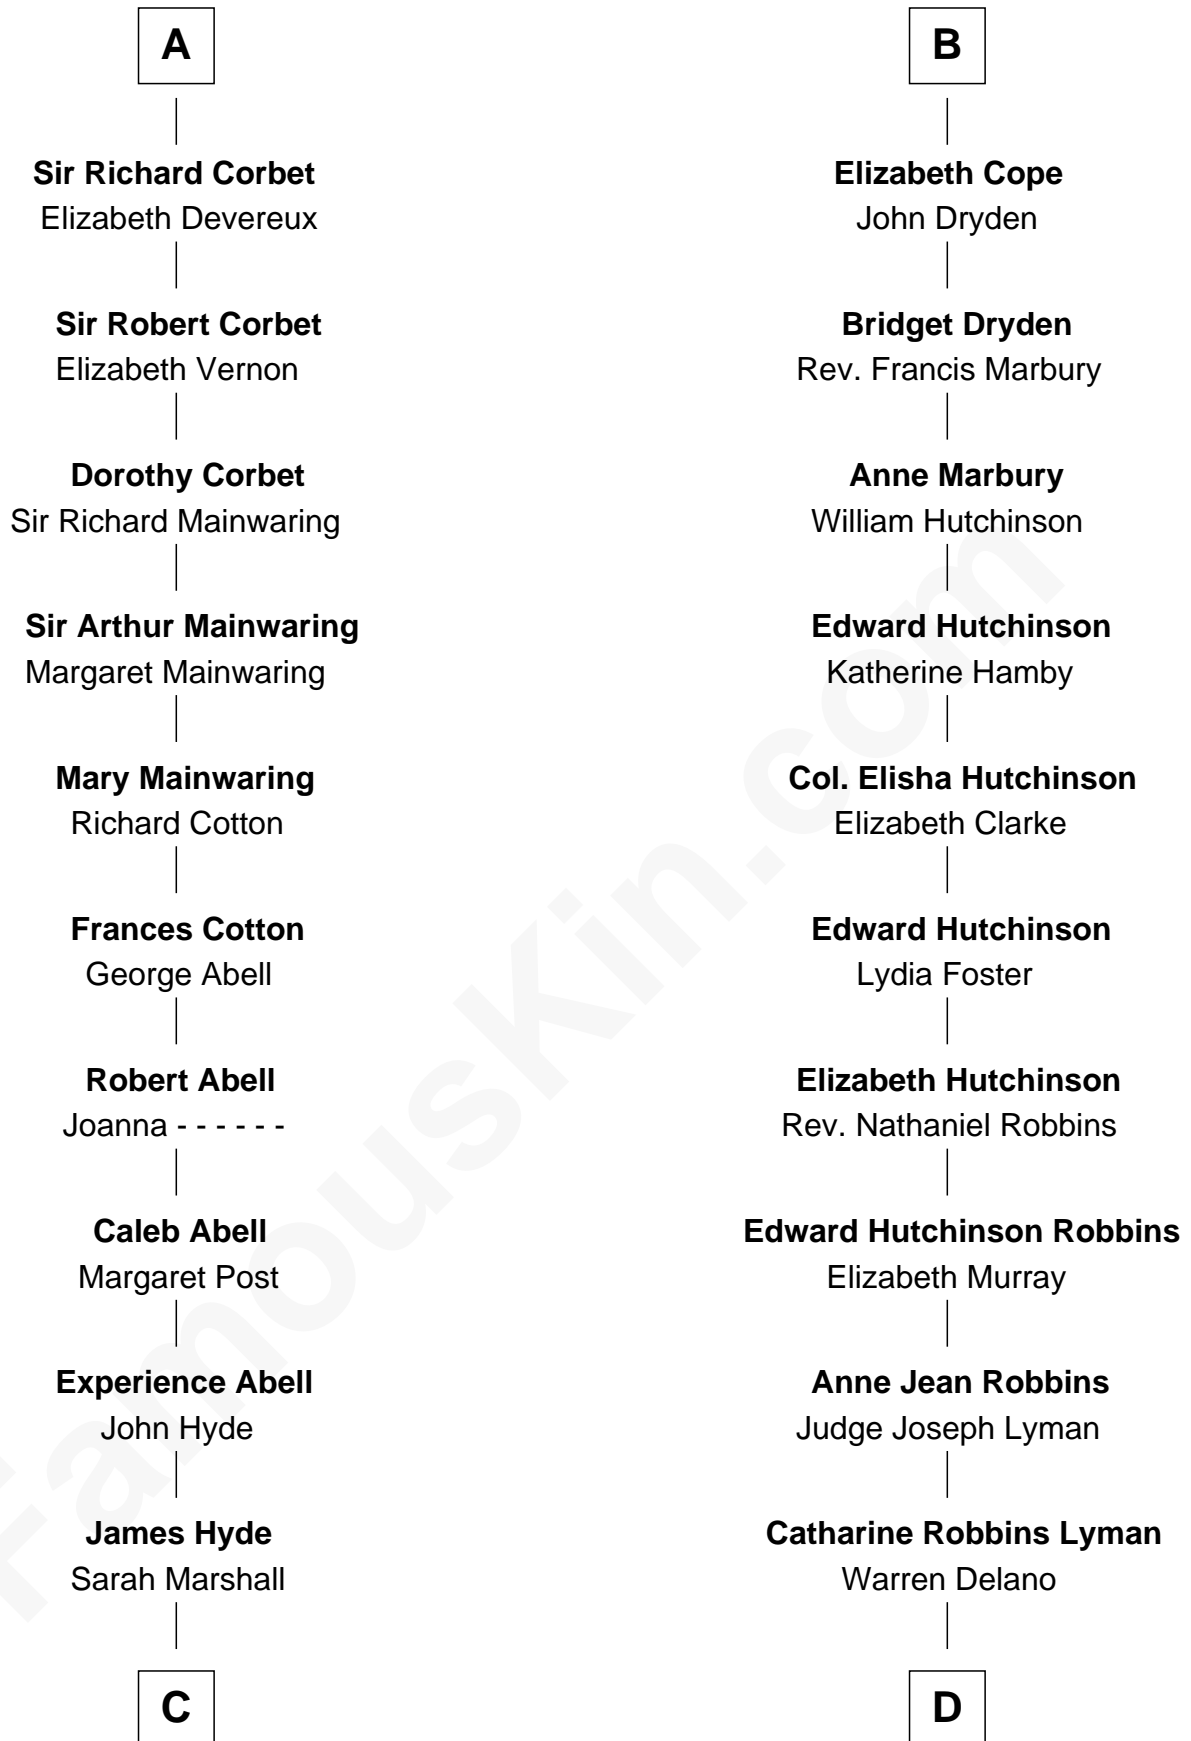 A
Sir Richard Corbet
Elizabeth Devereux
Sir Robert Corbet
Elizabeth Vernon
Dorothy Corbet
Sir Richard Mainwaring
Sir Arthur Mainwaring
Margaret Mainwaring
Mary Mainwaring
Richard Cotton
Frances Cotton
George Abell
Robert Abell
Joanna - - - - - -
Caleb Abell
Margaret Post
Experience Abell
John Hyde
James Hyde
Sarah Marshall
C
B
Elizabeth Cope
John Dryden
Bridget Dryden
Rev. Francis Marbury
Anne Marbury
William Hutchinson
Edward Hutchinson
Katherine Hamby
Col. Elisha Hutchinson
Elizabeth Clarke
Edward Hutchinson
Lydia Foster
Elizabeth Hutchinson
Rev. Nathaniel Robbins
Edward Hutchinson Robbins
Elizabeth Murray
Anne Jean Robbins
Judge Joseph Lyman
Catharine Robbins Lyman
Warren Delano
D
FamousKin.com